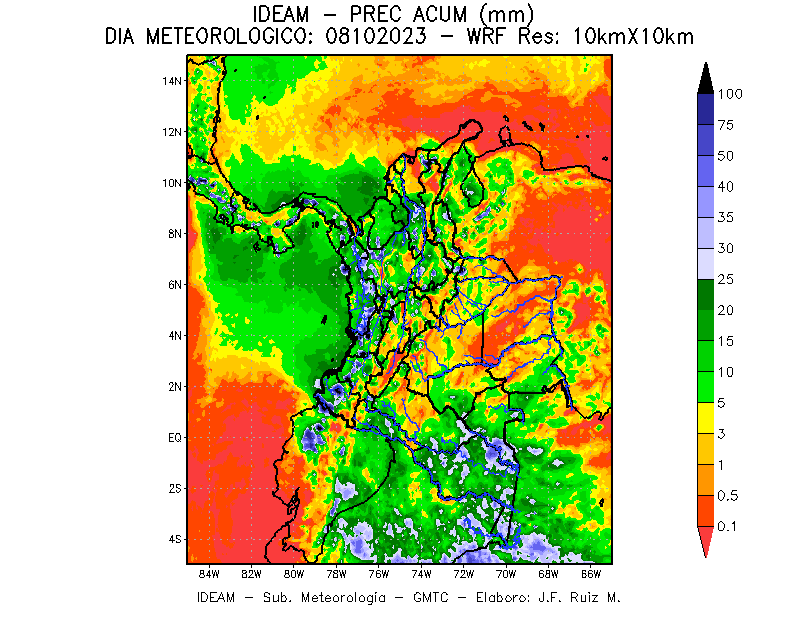 IDEAM - PREC ACUM (mm)
DIA METEOROLOGICO: 08102023 - WRF Res: 10kmX10km
14N
12N
10N
8N
6N
4N
2N
EQ
2S
4S
84W 82W 80W 78W 76W 74W 72W 70W 68W 66W
100
75
50
40
35
30
25
20
15
10
5
3
1
0.5
0.1
IDEAM - Sub. Meteorología - GMTC - Elaboro: J.F. Ruiz M.